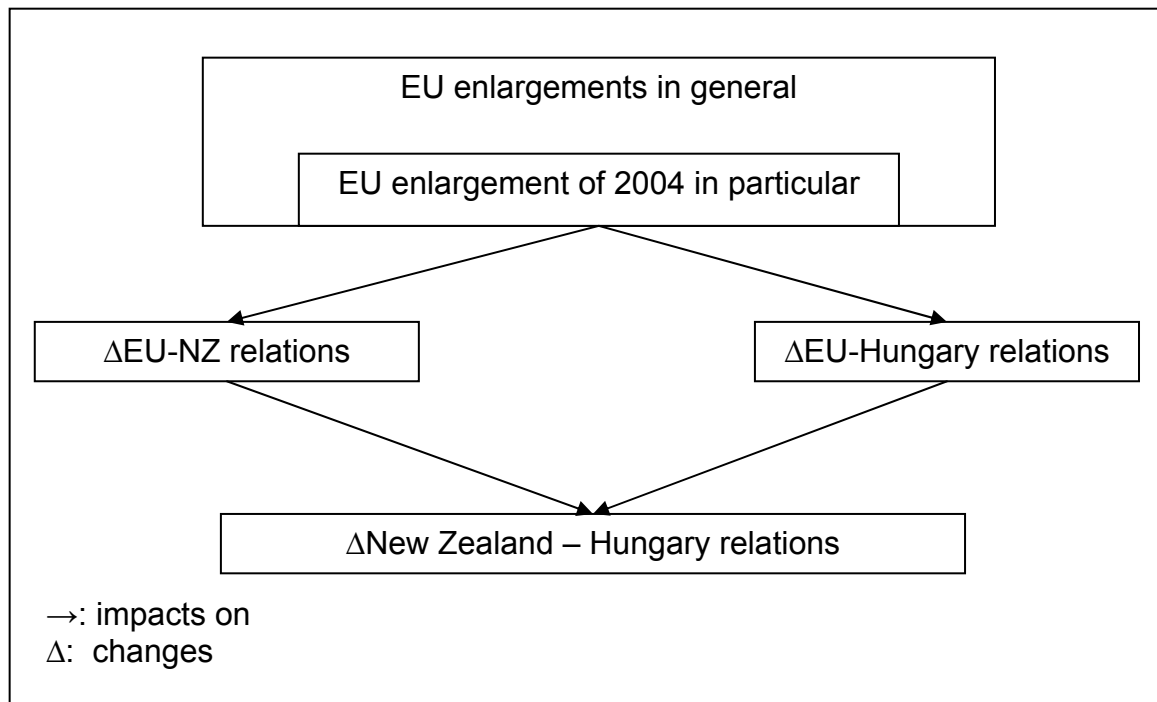 EU enlargements in general
EU enlargement of 2004 in particular
∆EU-NZ relations
∆EU-Hungary relations
∆New Zealand – Hungary relations
→: impacts on
∆: changes